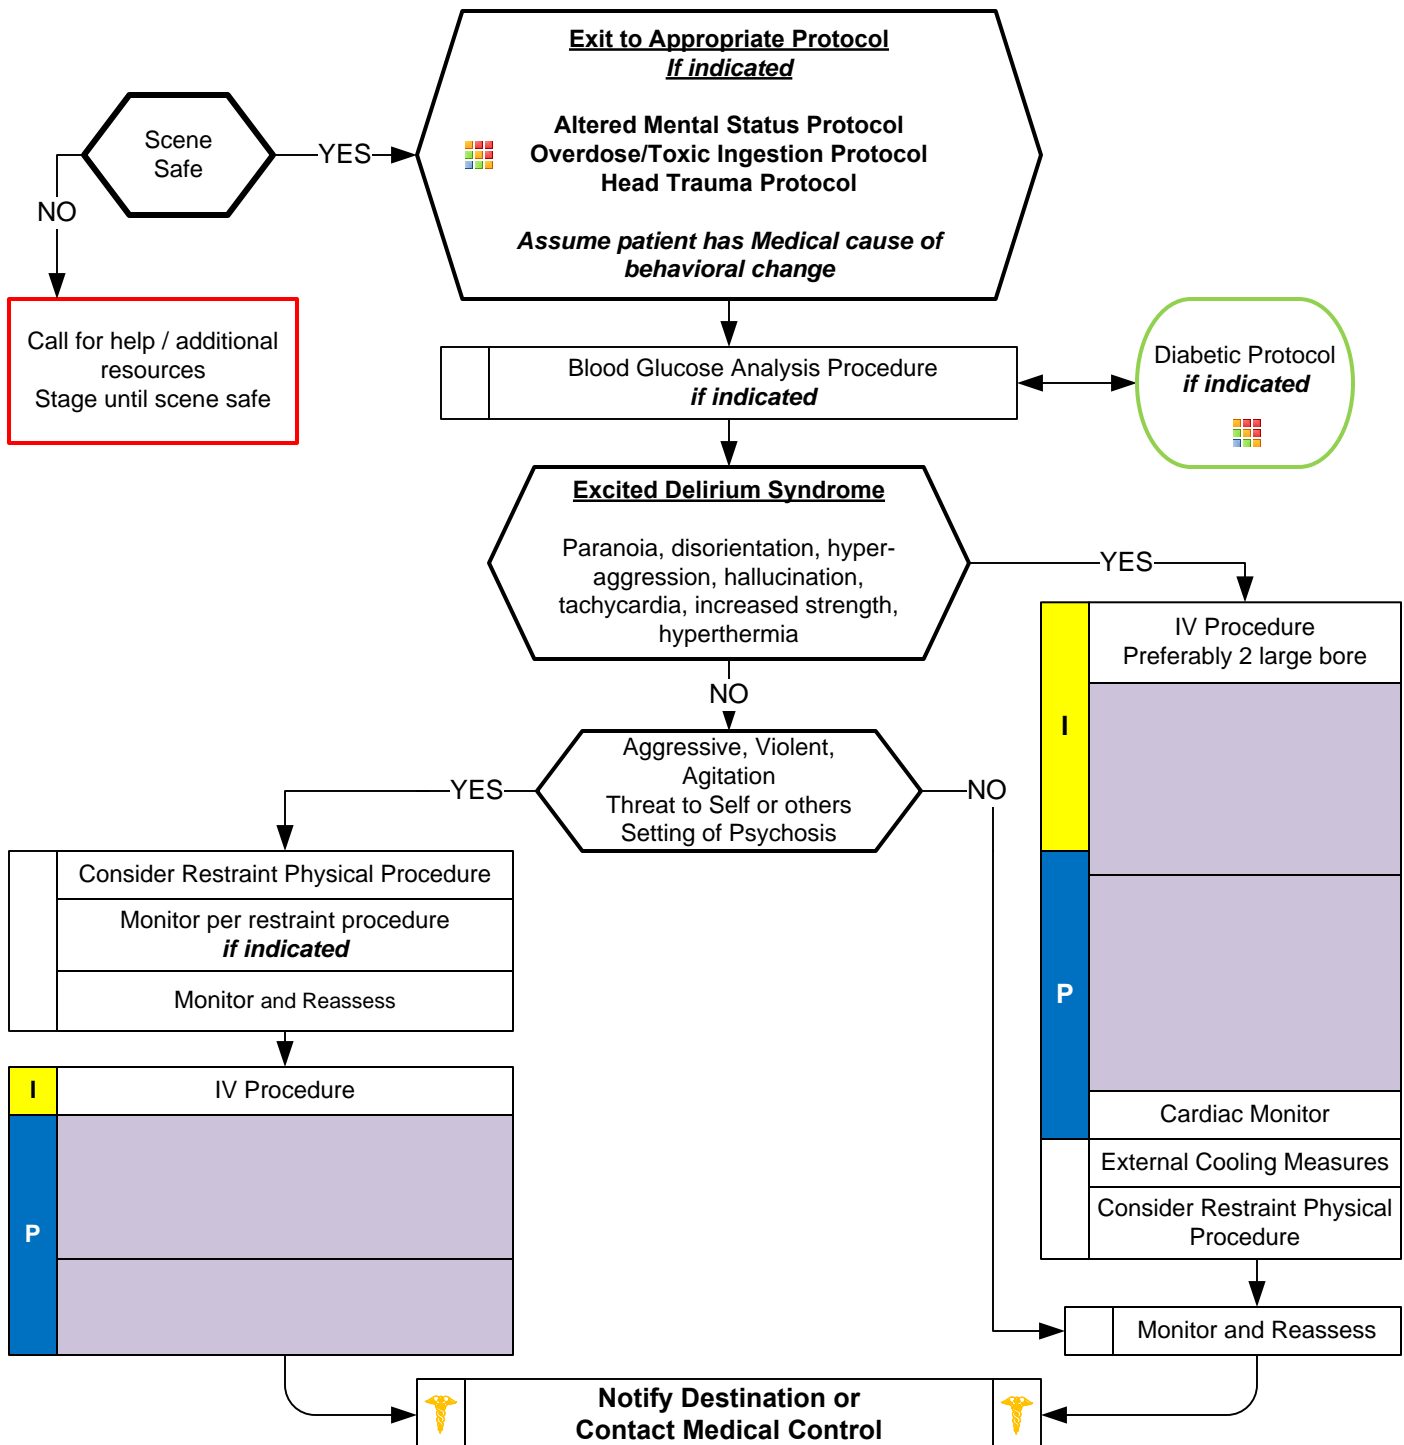 Exit to Appropriate Protocol
If indicated
Altered Mental Status Protocol
Overdose/Toxic Ingestion Protocol
Head Trauma Protocol
Assume patient has Medical cause of
behavioral change
Scene
Safe
YES
NO
Call for help / additional
resources
Stage until scene safe
Blood Glucose Analysis Procedure
if indicated
Diabetic Protocol
if indicated
Excited Delirium Syndrome
Paranoia, disorientation, hyper-
aggression, hallucination,
tachycardia, increased strength,
hyperthermia
YES
NO
IV Procedure
Preferably 2 large bore
I
P
Cardiac Monitor
External Cooling Measures
Consider Restraint Physical
Procedure
Aggressive, Violent,
Agitation
Threat to Self or others
Setting of Psychosis
YES
NO
Consider Restraint Physical Procedure
Monitor per restraint procedure
if indicated
Monitor and Reassess
I
IV Procedure
P
Monitor and Reassess
Notify Destination or
Contact Medical Control